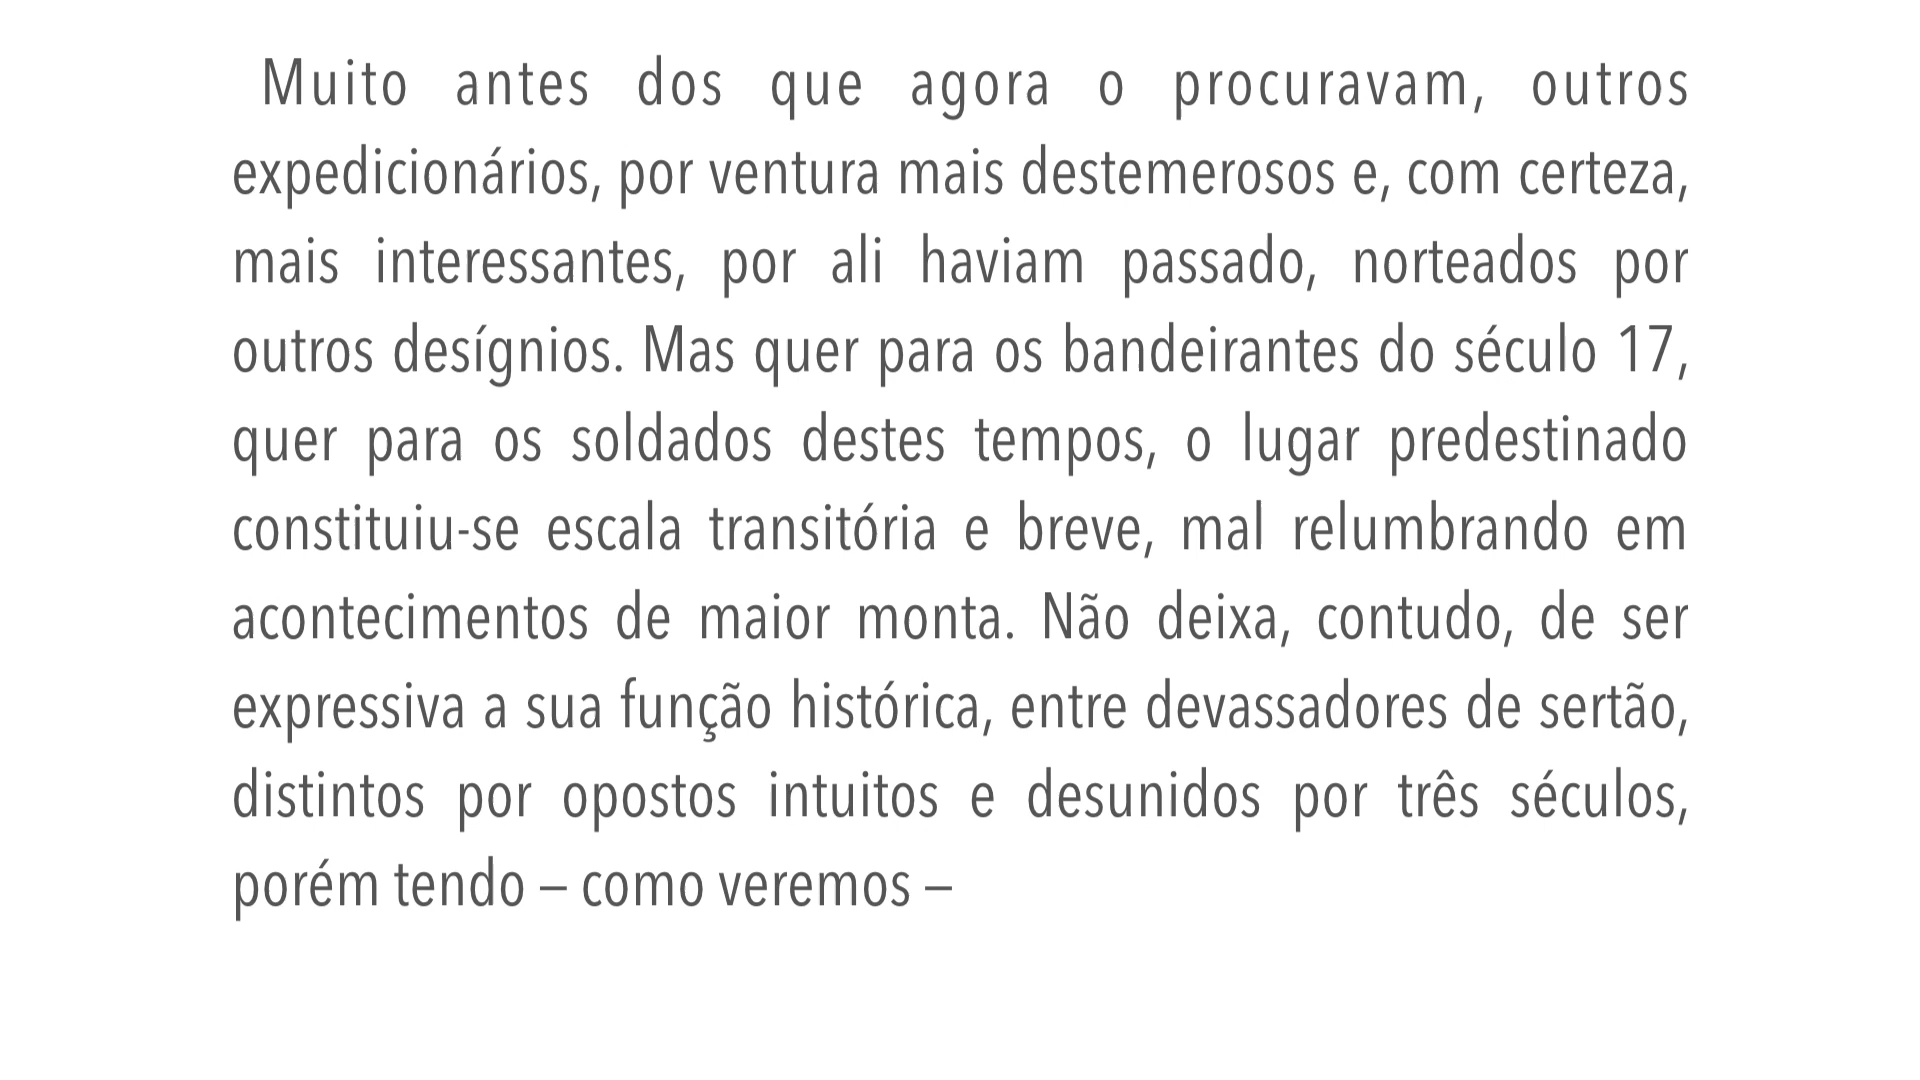 Muito antes dos que agora o procuravam, outros
expedicionários, por ventura mais destemerosos e, com certeza,
mais interessantes, por ali haviam passado, norteados por
outros desígnios. Mas quer para os bandeirantes do século 17,
quer para os soldados destes tempos, o lugar predestinado
constituiu-se escala transitória e breve, mal relumbrando em
acontecimentos de maior monta. Não deixa, contudo, de ser
expressiva a sua função histórica, entre devassadores de sertão,
distintos por opostos intuitos e desunidos por três séculos,
porém tendo – como veremos –